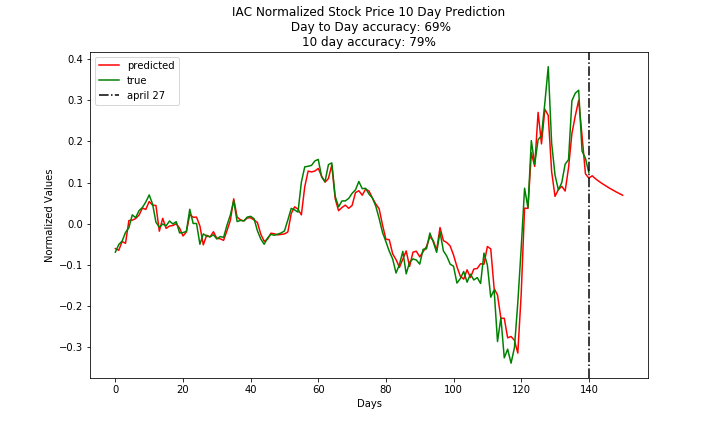 IAC Normalized Stock Price 10 Day Prediction
Day to Day accuracy: 69%
10 day accuracy: 79%
predicted
true
april 27
Normalized Values
0.4
0.3
0.2
0.1
0.0
−0.1
−0.2
−0.3
0 20 40 60 80 100 120 140
Days